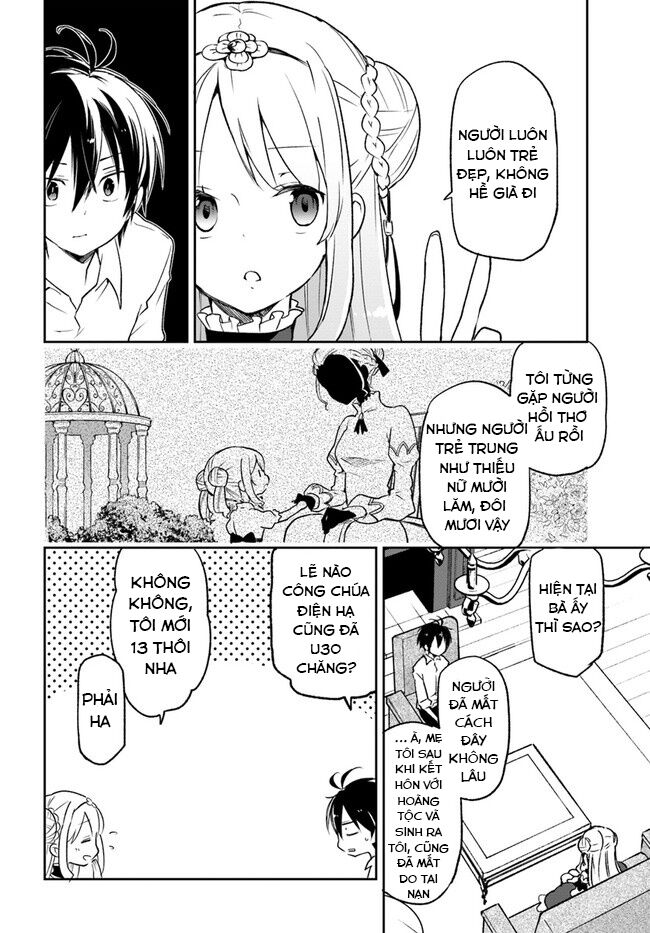 NGƯỜI LUÔN
LUÔN TRẺ
ĐẸP, KHÔNG
HỀ GIÀ ĐI
TÔI TỪNG
GẶP NGƯỜI
HỒI THƠ
ẤU RỒI
NHƯNG NGƯỜI
TRẺ TRUNG
NHƯ THIẾU
NỮ MƯỜI
LĂM, ĐÔI
MƯƠI VẬY
HIỆN TẠI
BÀ ẤY
THÌ SAO?
NGƯỜI
ĐÃ MẤT
CÁCH
ĐÂY
KHÔNG
LÂU
... À, MẸ
TÔI SAU
KHI KẾT
HÔN VỚI
HOÀNG
TỘC VÀ
SINH RA
TÔI, CŨNG
ĐÃ MẤT
DO TAI
NẠN
LẼ NÀO
CÔNG CHÚA
ĐIỆN HẠ
CŨNG ĐÃ
U30
CHĂNG?
KHÔNG
KHÔNG,
TÔI MỚI
13 THÔI
NHA
PHẢI
HA